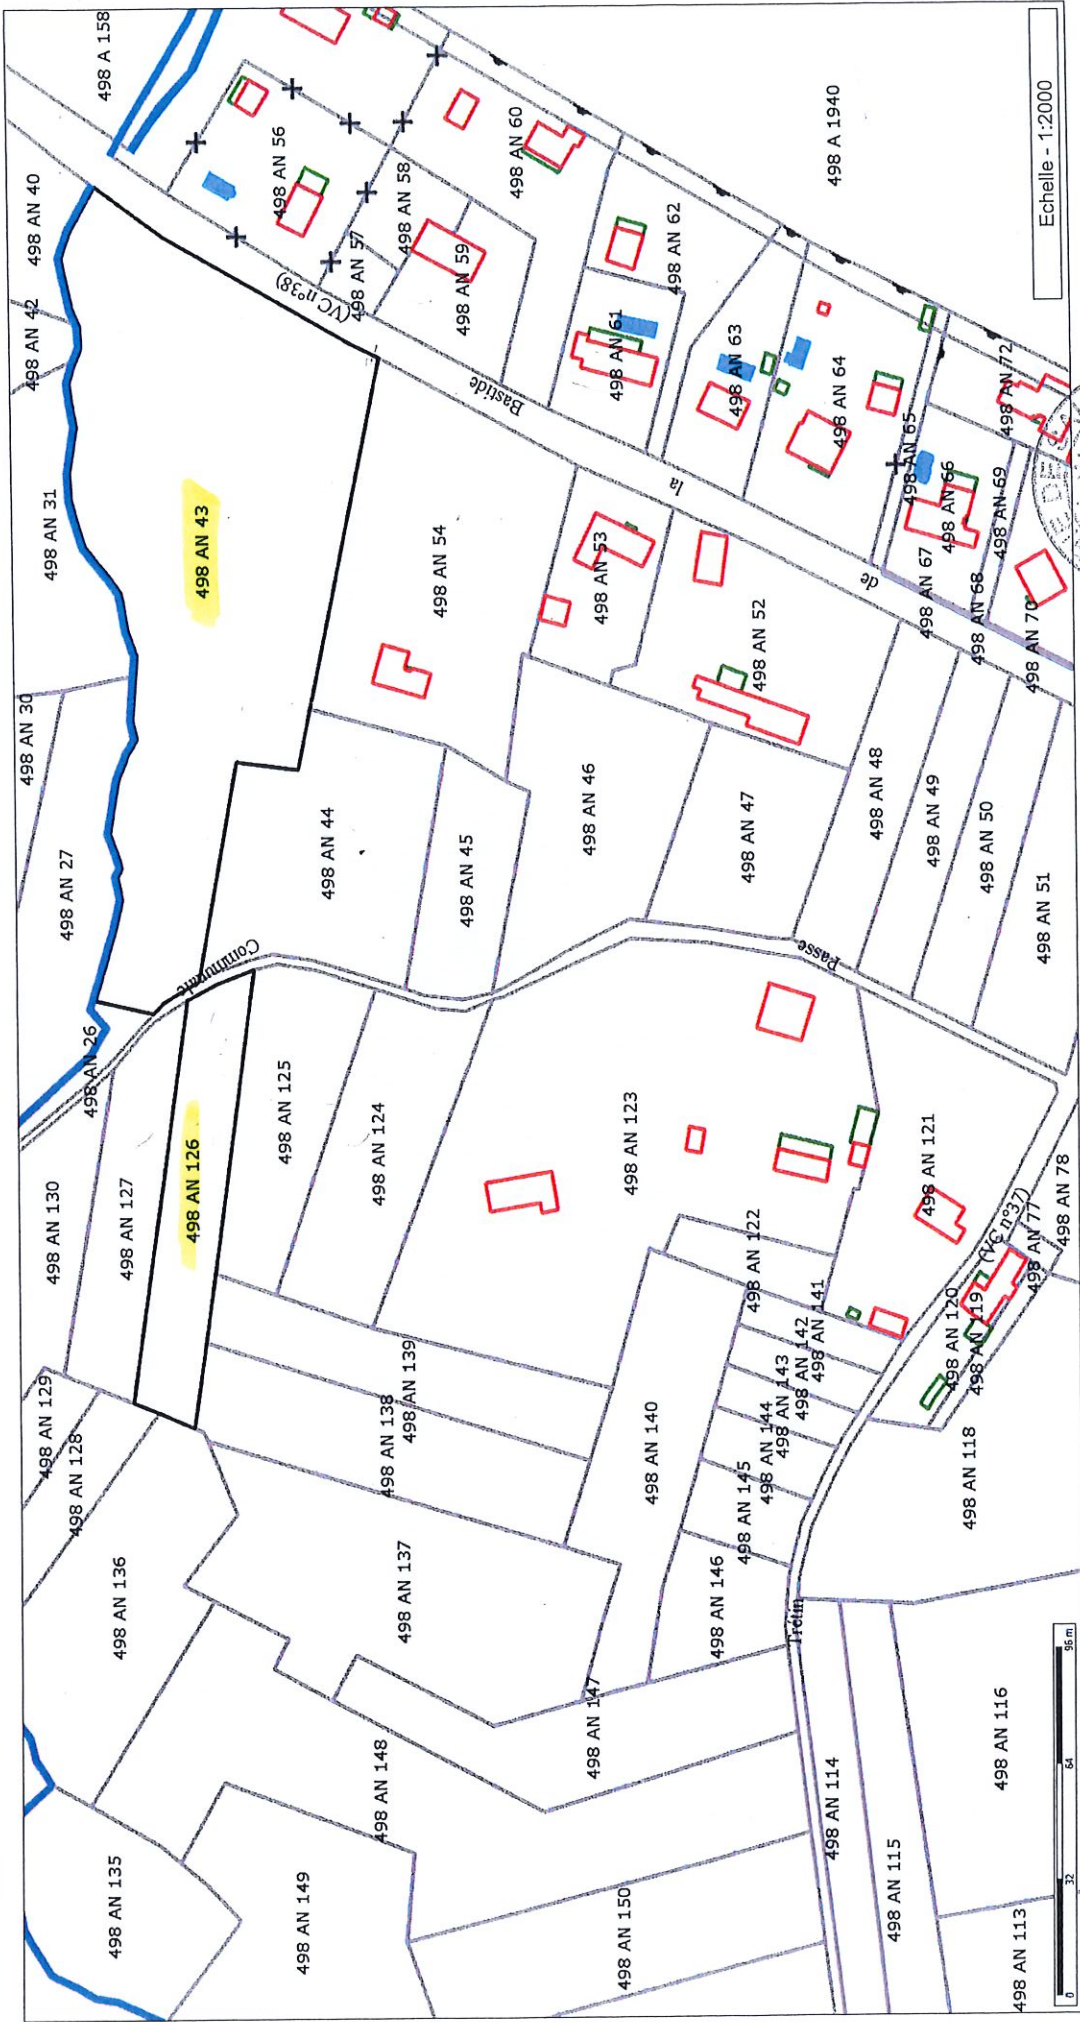 498 A 158
498 AN 40
498 AN 42
498 AN 31
498 AN 30
498 AN 27
498 AN 26
498 AN 130
498 AN 129
498 AN 128
498 AN 127
498 AN 136
498 AN 135
498 AN 43
498 AN 126
498 AN 56
(VC n°38)
498 AN 57
498 AN 58
498 AN 59
498 AN 60
498 A 1940
Echelle - 1:2000
498 AN 61
498 AN 62
498 AN 63
498 AN 64
498 AN 65
498 AN 66
498 AN 67
498 AN 68
498 AN 69
498 AN 70
498 AN 72
Bastide
la
de
498 AN 54
498 AN 53
498 AN 52
498 AN 44
498 AN 45
498 AN 46
498 AN 47
498 AN 48
498 AN 49
498 AN 50
498 AN 51
Communale
Passe
498 AN 125
498 AN 124
498 AN 123
498 AN 122
498 AN 121
498 AN 78
498 AN 77
(VC n°37)
498 AN 120
498 AN 119
498 AN 118
498 AN 139
498 AN 138
498 AN 137
498 AN 140
498 AN 141
498 AN 142
498 AN 143
498 AN 144
498 AN 145
498 AN 146
498 AN 147
498 AN 148
498 AN 149
498 AN 150
498 AN 114
498 AN 115
498 AN 116
498 AN 113
0
32
64
96 m